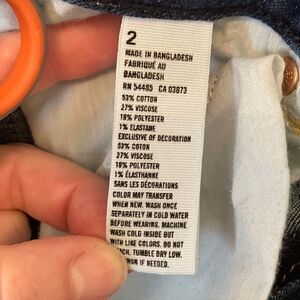 2
MADE IN BANGLADESH
FABRIQUÉ AU
BANGLADESH
RN 54485 CA 03873
53% COTTON
27% VISCOSE
19% POLYESTER
1% ELASTANE
EXCLUSIVE OF DECORATION
53% COTON
27% VISCOSE
19% POLYESTER
1% ÉLASTHANNE
SANS LES DÉCORATIONS
COLOR MAY TRANSFER
WHEN NEW. WASH ONCE
SEPARATELY IN COLD WATER
BEFORE WEARING. MACHINE
WASH COLD INSIDE OUT
WITH LIKE COLORS. DO NOT
TUMBLE DRY LOW.
IF NEEDED.